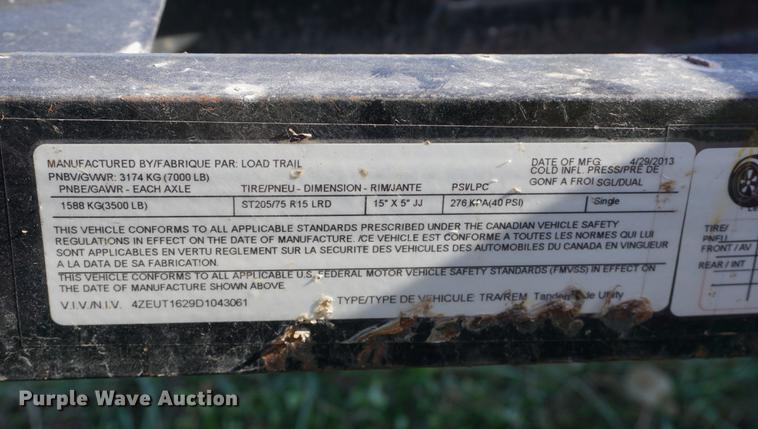 MANUFACTURED BY/FABRIQUE PAR: LOAD TRAIL DATE OF MFG 4/29/2013
PNBV/GVWR: 3174 KG (7000 LB) COLD INFL. PRESS/PRE DE
PNBE/GAWR - EACH AXLE TIRE/PNEU - DIMENSION - RIM/JANTE PSI/LPC GONF A FROI SGL/DUAL
1588 KG(3500 LB) ST205/75 R15 LRD 15" X 5" JJ 276 KPA(40 PSI) Single
THIS VEHICLE CONFORMS TO ALL APPLICABLE STANDARDS PRESCRIBED UNDER THE CANADIAN VEHICLE SAFETY
REGULATIONS IN EFFECT ON THE DATE OF MANUFACTURE. /CE VEHICLE EST CONFORME A TOUTES LES NORMES QUI LUI
SONT APPLICABLES EN VERTU REGLEMENT SUR LA SECURITE DES VEHICULES DES AUTOMOBILES DU CANADA EN VINGUEUR
A LA DATA DE SA FABRICATION.
THIS VEHICLE CONFORMS TO ALL APPLICABLE U.S. FEDERAL MOTOR VEHICLE SAFETY STANDARDS (FMVSS) IN EFFECT ON
THE DATE OF MANUFACTURE SHOWN ABOVE.
V.I.V./N.I.V. 4ZEUT1629D1043061 TYPE/TYPE DE VEHICULE: TRA/REM Tandem Utility
TIRE/
PNEU
FRONT / AV
REAR / INT
Purple Wave Auction